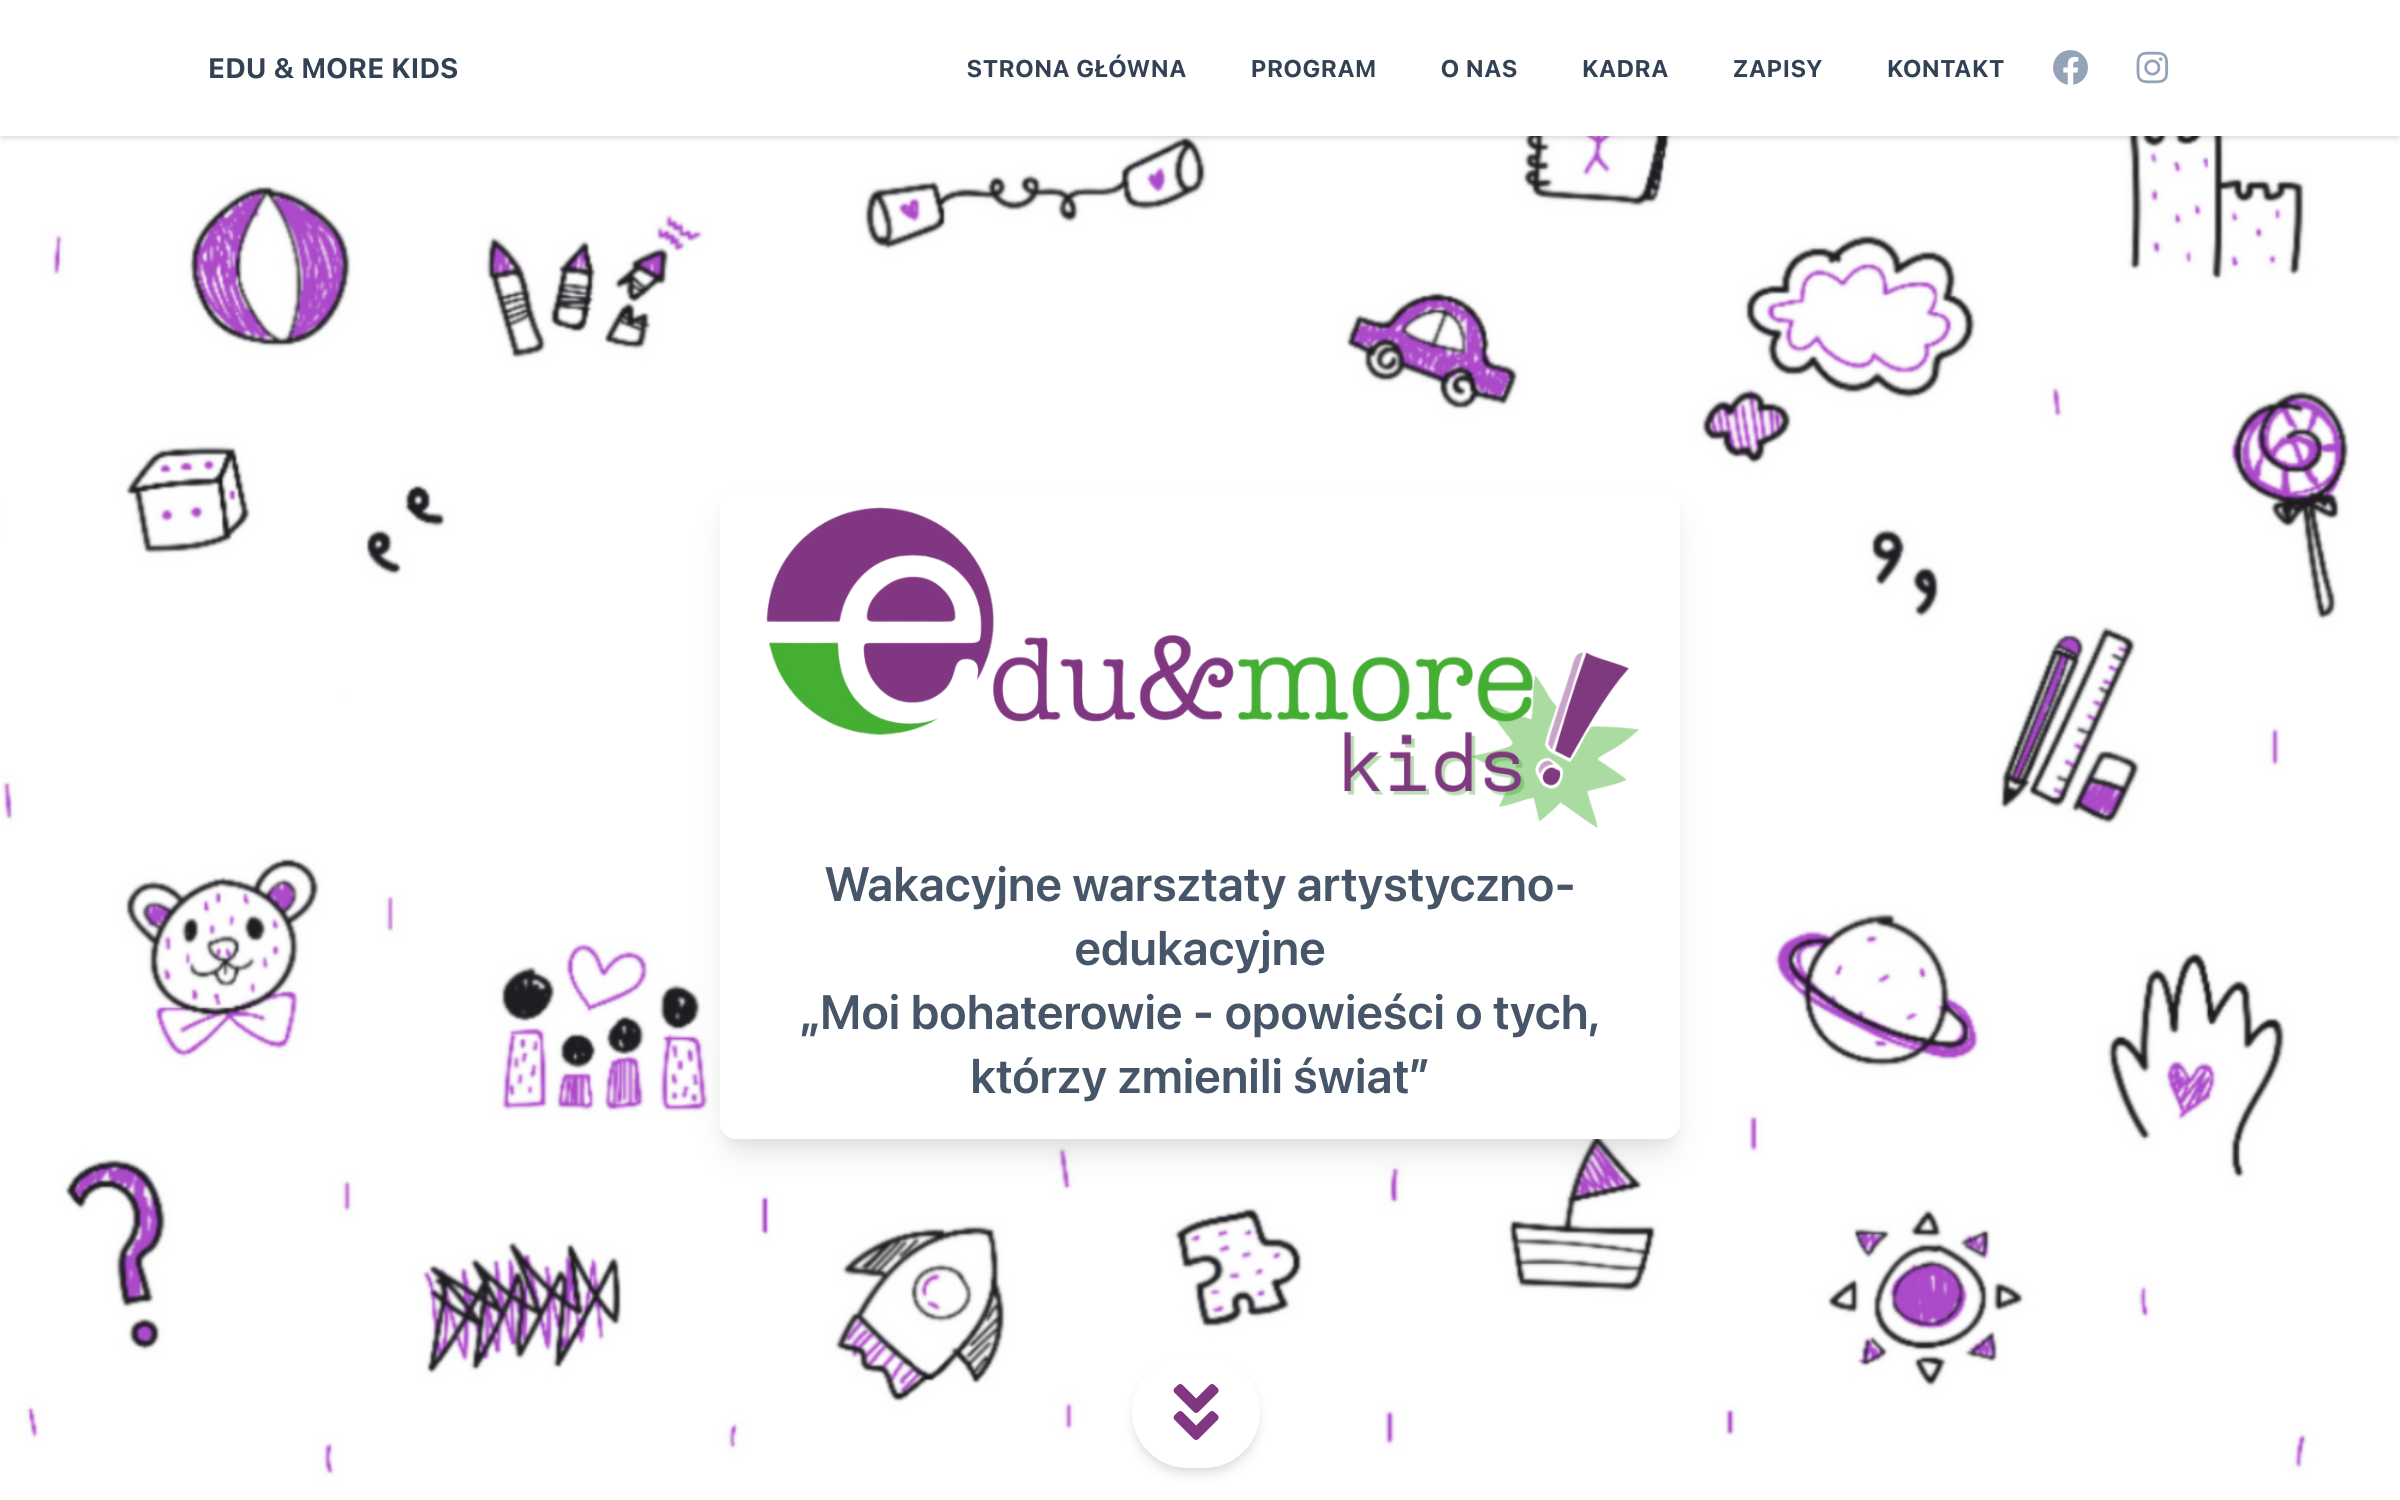 EDU & MORE KIDS
STRONA GŁÓWNA PROGRAM O NAS KADRA ZAPISY KONTAKT
edu&more
kids!
Wakacyjne warsztaty artystyczno-
edukacyjne
„Moi bohaterowie - opowieści o tych,
którzy zmienili świat”